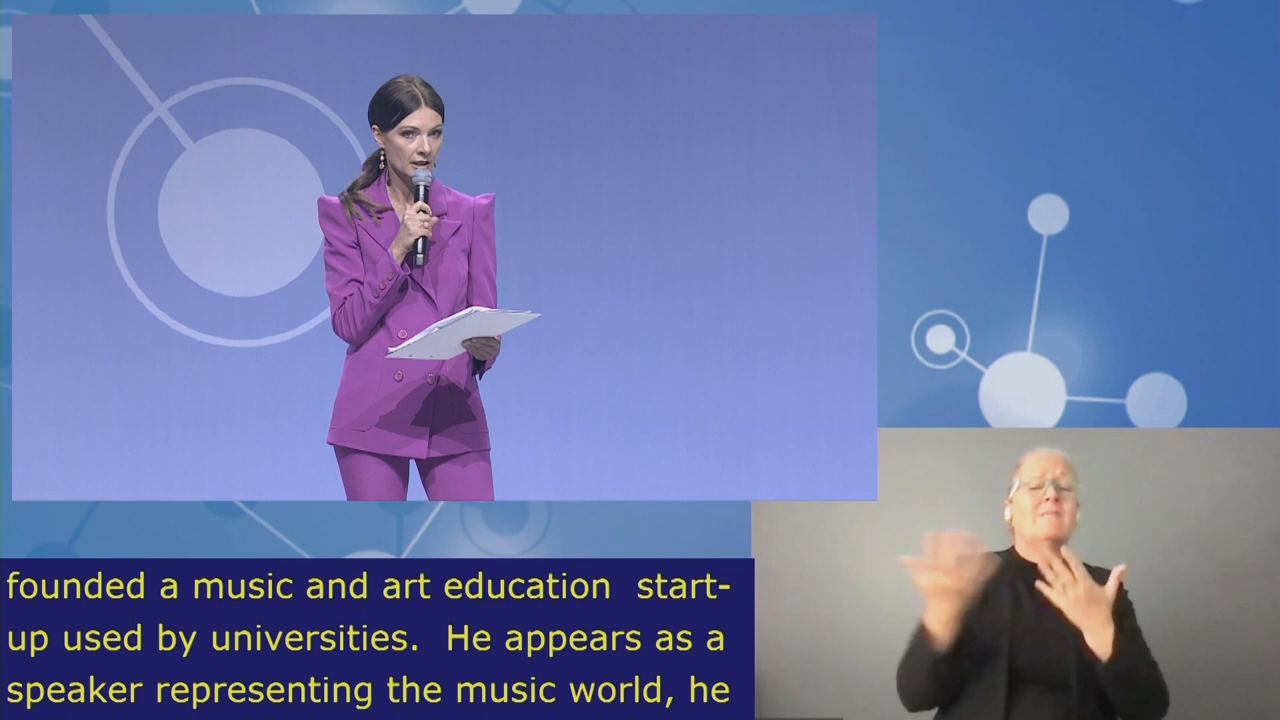 founded a music and art education  start-
up used by universities.  He appears as a
speaker representing the music world, he